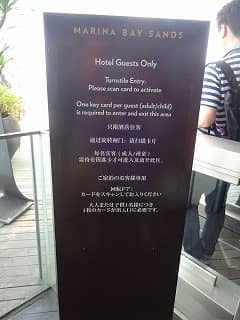 MARINA BAY SANDS
Hotel Guests Only
Turnstile Entry:
Please scan card to activate
One key card per guest (adult/child)
is required to enter and exit this area
只限酒店住客
通过旋转闸口：请扫描卡片
每名宾客（成人/孩童）
需持有房匙卡才可进入及离开此区。
ご宿泊のお客様専用
回転ドア：
カードをスキャンしてお入りください
大人または子供1名様につき
1枚のカードが出入口に必要です。